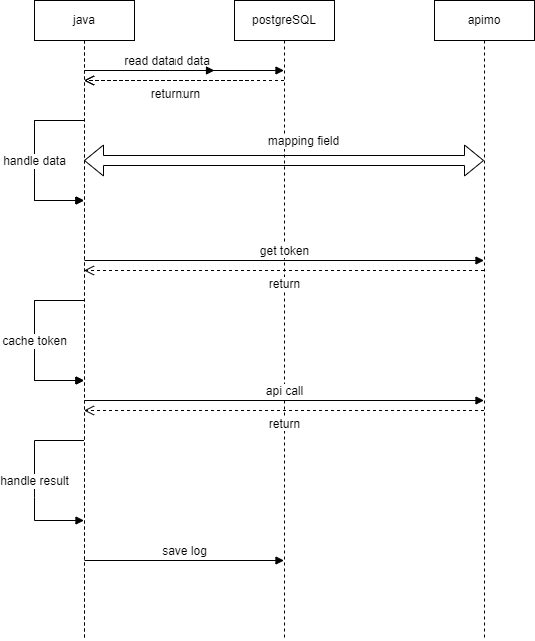 java
postgreSQL
apimo
read dataid data
returnurn
mapping field
handle data
get token
return
cache token
api call
return
handle result
save log